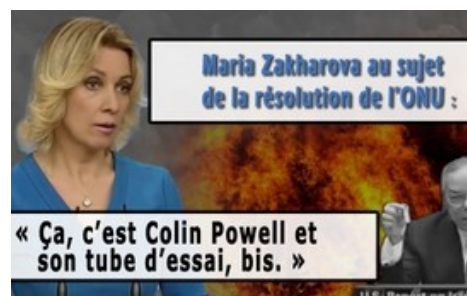 Maria Zakharova au sujet
de la résolution de l'ONU :
« Ça, c'est Colin Powell et
son tube d'essai, bis. »